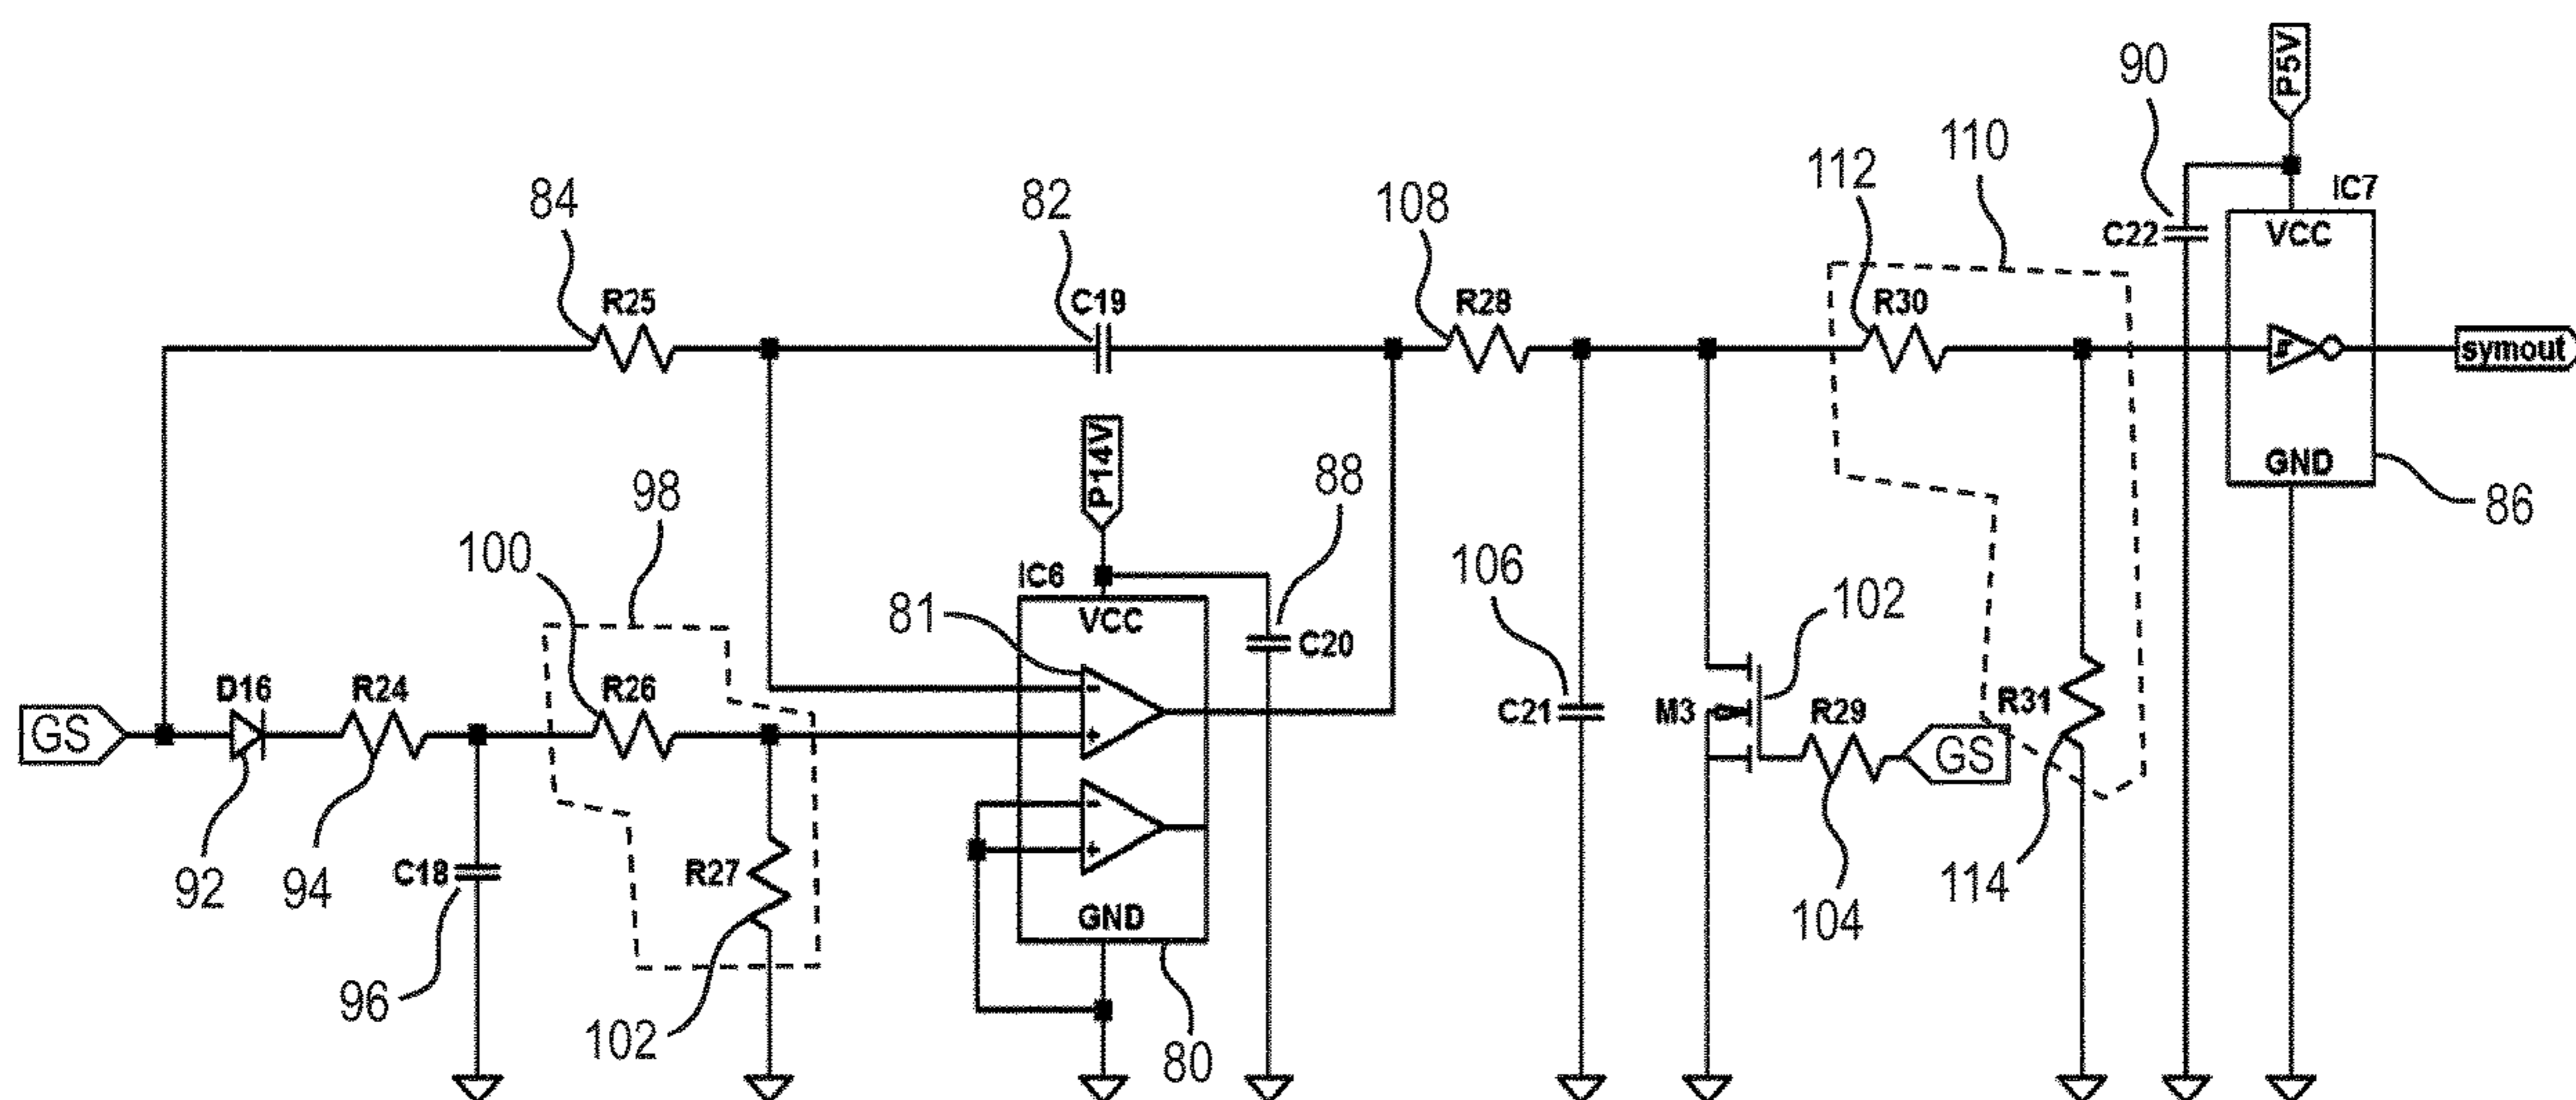 P5V
90
110
112
IC7
84
82
108
VCC
C22
R25
C19
R28
R30
symout
P14V
GND
98
88
86
100
106
IC6
102
81
VCC
C20
GS
D16
R24
R26
C21
M3
R29
GS
R31
-
+
-
+
92
94
C18
R27
114
104
GND
96
102
80